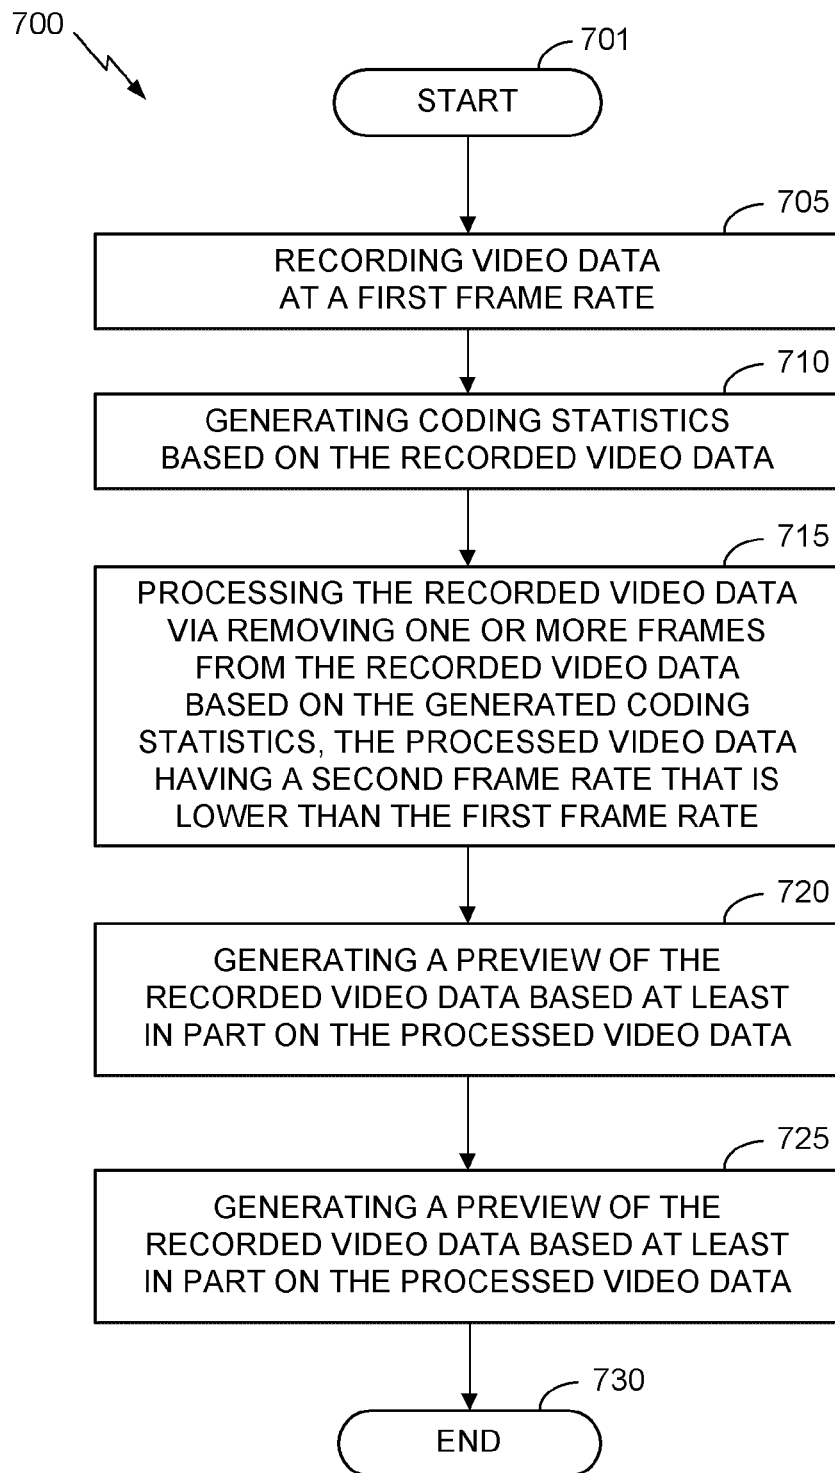 700
701
START
705
RECORDING VIDEO DATA
AT A FIRST FRAME RATE
710
GENERATING CODING STATISTICS
BASED ON THE RECORDED VIDEO DATA
715
PROCESSING THE RECORDED VIDEO DATA
VIA REMOVING ONE OR MORE FRAMES
FROM THE RECORDED VIDEO DATA
BASED ON THE GENERATED CODING
STATISTICS, THE PROCESSED VIDEO DATA
HAVING A SECOND FRAME RATE THAT IS
LOWER THAN THE FIRST FRAME RATE
720
GENERATING A PREVIEW OF THE
RECORDED VIDEO DATA BASED AT LEAST
IN PART ON THE PROCESSED VIDEO DATA
725
GENERATING A PREVIEW OF THE
RECORDED VIDEO DATA BASED AT LEAST
IN PART ON THE PROCESSED VIDEO DATA
730
END